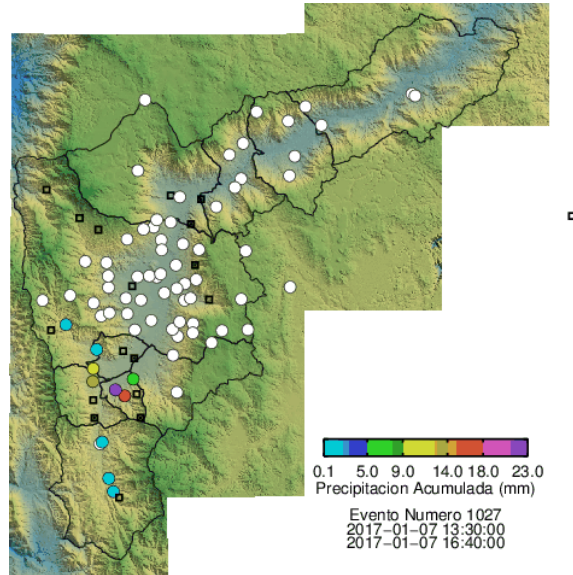 0.1 5.0 9.0 14.0 18.0 23.0
Precipitacion Acumulada (mm)
Evento Numero 1027
2017-01-07 13:30:00
2017-01-07 16:40:00